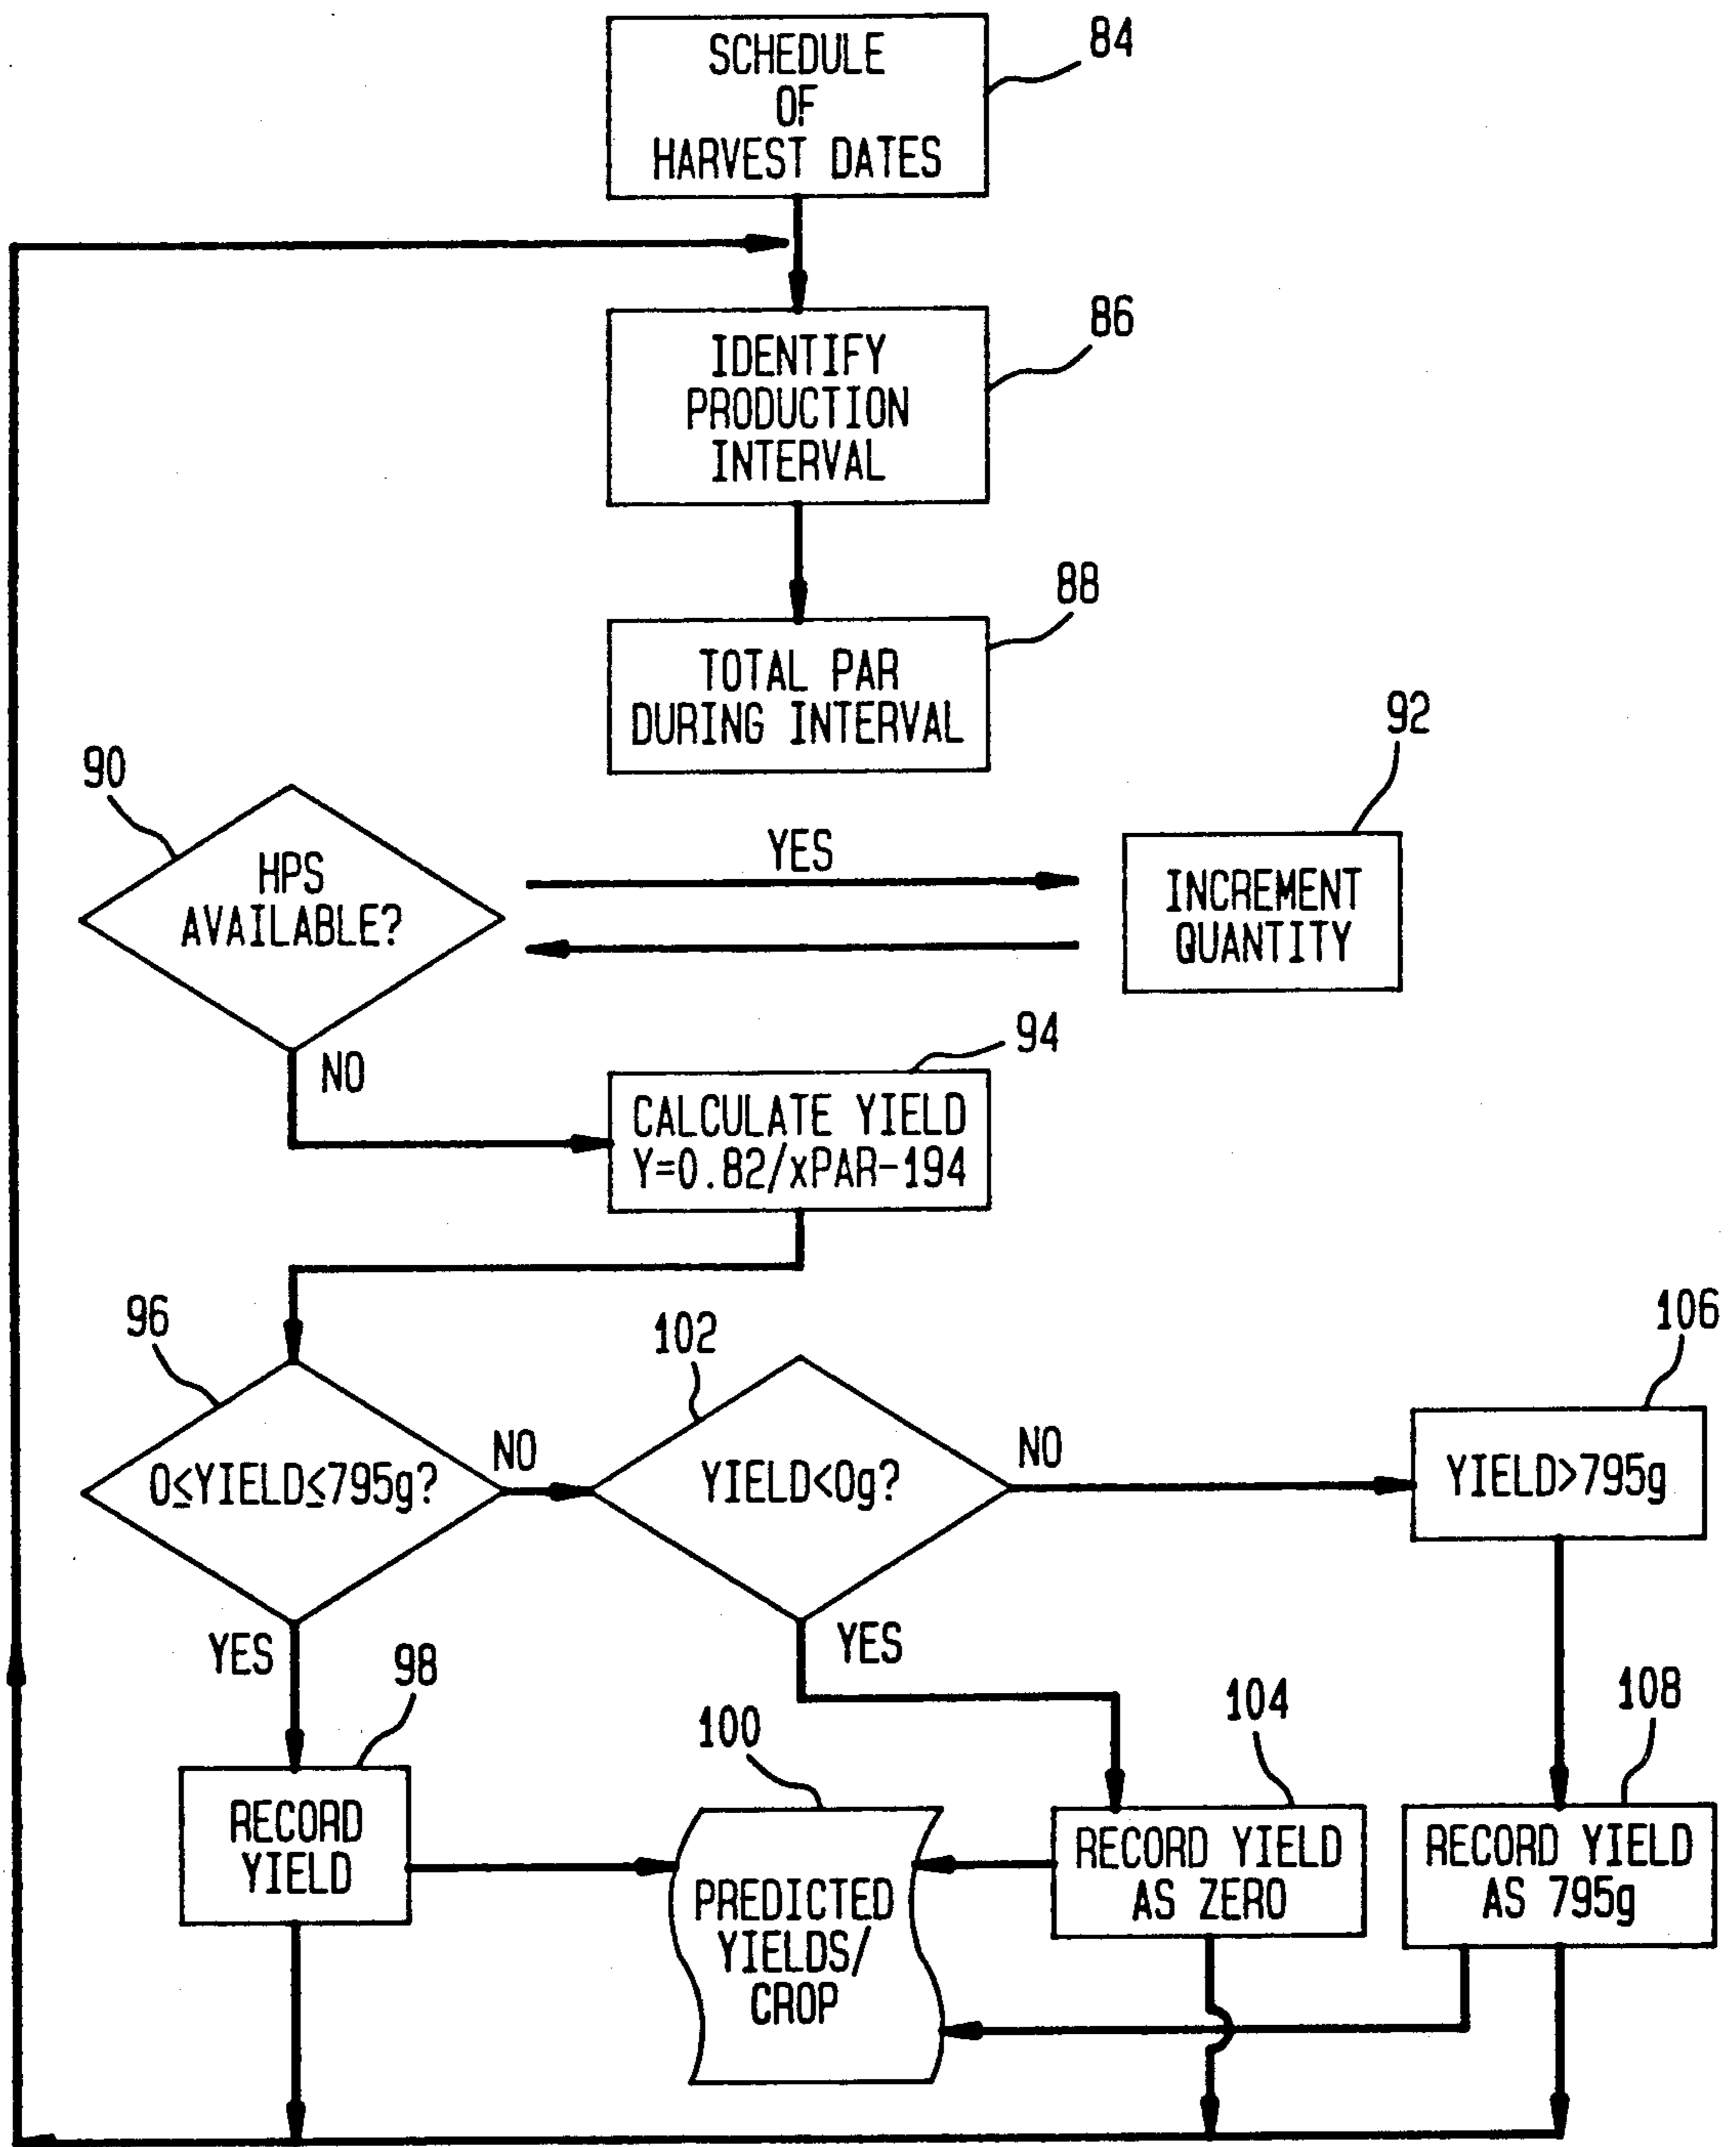 SCHEDULE
OF
HARVEST DATES
84
IDENTIFY
PRODUCTION
INTERVAL
86
TOTAL PAR
DURING INTERVAL
88
90
HPS
AVAILABLE?
YES
92
INCREMENT
QUANTITY
NO
94
CALCULATE YIELD
Y=0.82/xPAR-194
96
0≤YIELD≤795g?
NO
102
YIELD<0g?
NO
106
YIELD>795g
YES
98
RECORD
YIELD
YES
100
PREDICTED
YIELDS/
CROP
104
RECORD YIELD
AS ZERO
108
RECORD YIELD
AS 795g